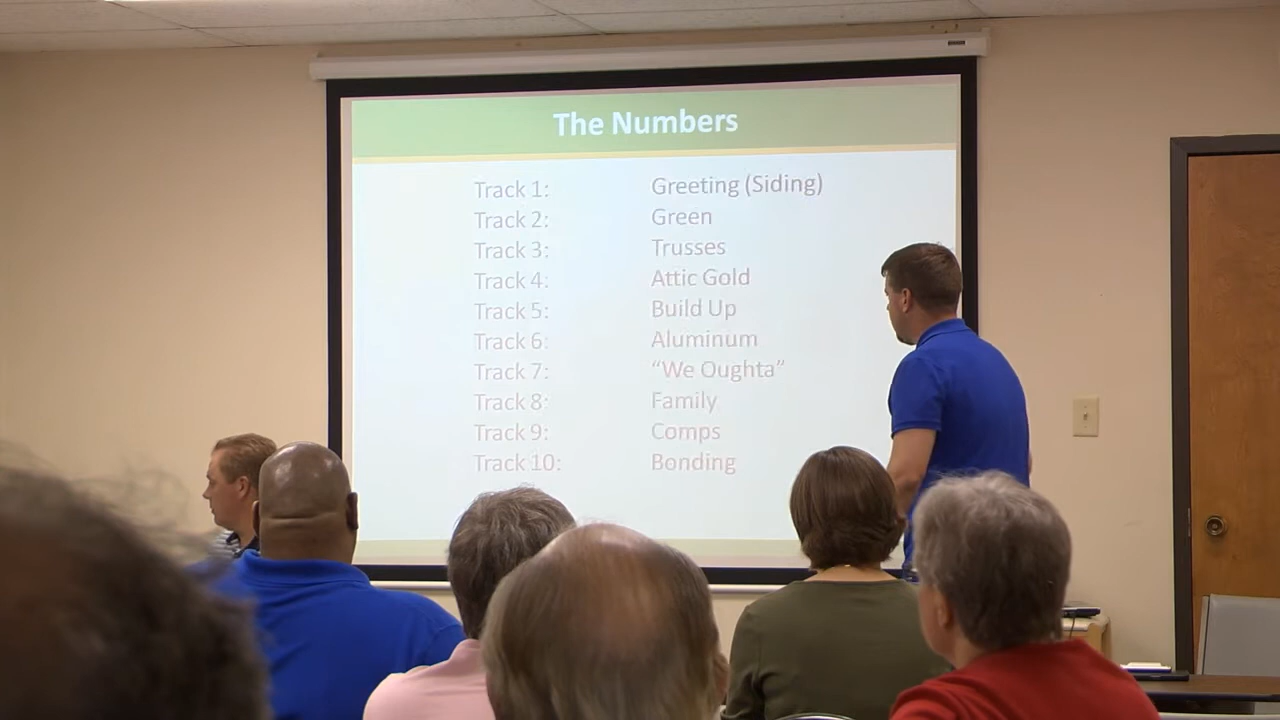 The Numbers
Track 1: Greeting (Siding)
Track 2: Green
Track 3: Trusses
Track 4: Attic Gold
Track 5: Build Up
Track 6: Aluminum
Track 7: “We Oughta”
Track 8: Family
Track 9: Comps
Track 10: Bonding